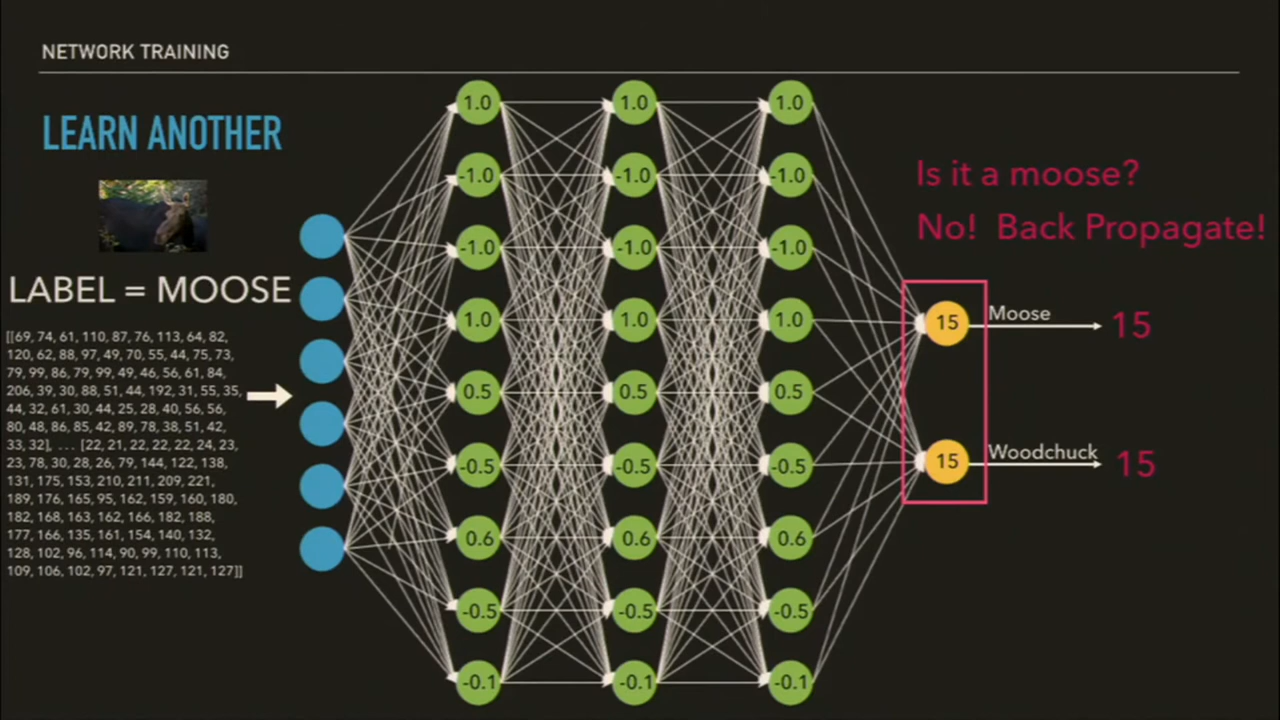 NETWORK TRAINING
LEARN ANOTHER
LABEL = MOOSE
[[69, 74, 61, 110, 87, 76, 113, 64, 82,
120, 62, 88, 97, 49, 70, 55, 44, 75, 73,
79, 99, 86, 79, 99, 49, 46, 56, 61, 84,
206, 39, 30, 88, 51, 44, 192, 31, 55, 35,
44, 32, 61, 30, 44, 25, 28, 40, 56, 56,
80, 48, 86, 85, 42, 89, 78, 38, 51, 42,
33, 32], ... [22, 21, 22, 22, 22, 24, 23,
23, 78, 30, 28, 26, 79, 144, 122, 138,
131, 175, 153, 210, 211, 209, 221,
189, 176, 165, 95, 162, 159, 160, 180,
182, 168, 163, 162, 166, 182, 188,
177, 166, 135, 161, 154, 140, 132,
128, 102, 96, 114, 90, 99, 110, 113,
109, 106, 102, 97, 121, 127, 121, 127]]
1.0 1.0 1.0
-1.0 -1.0 -1.0
-1.0 -1.0 -1.0
1.0 1.0 1.0
0.5 0.5 0.5
-0.5 -0.5 -0.5
0.6 0.6 0.6
-0.5 -0.5 -0.5
-0.1 -0.1 -0.1
Is it a moose?
No! Back Propagate!
15 Moose 15
15 Woodchuck 15